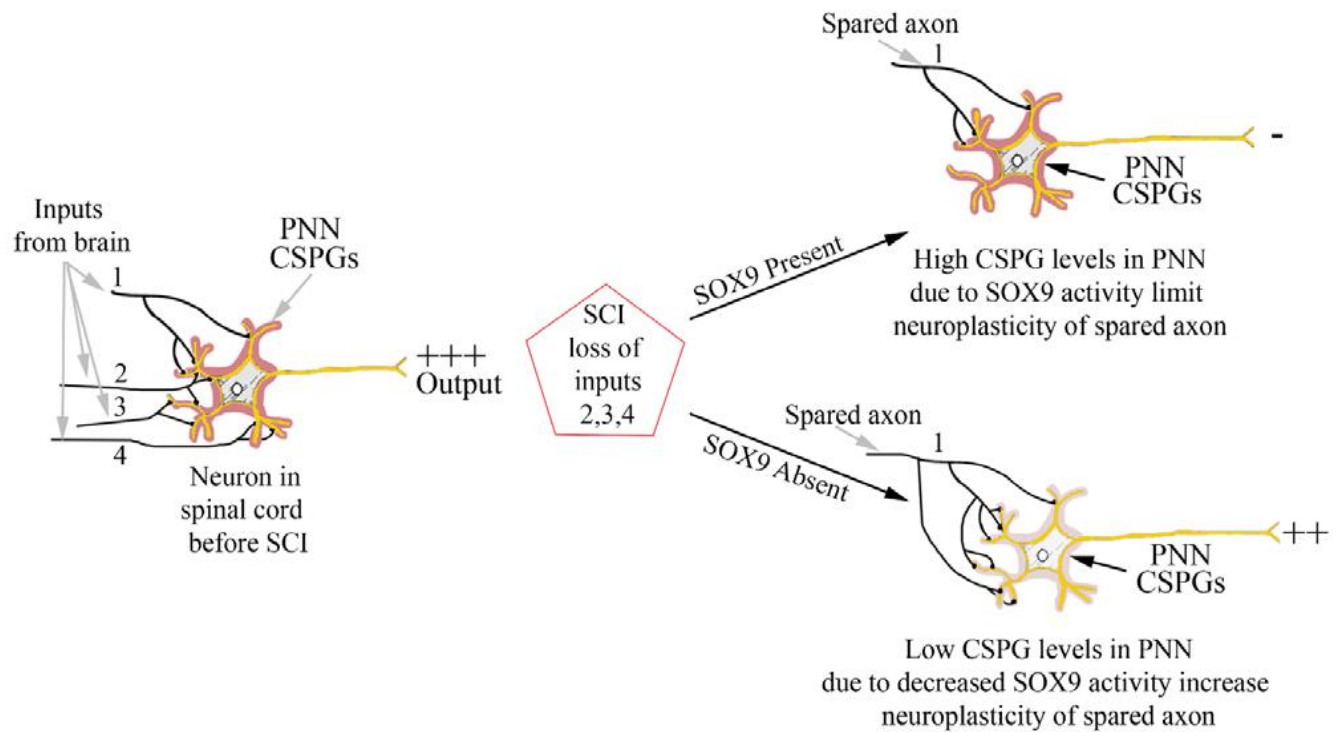 Inputs
from brain
PNN
CSPGs
1
2
3
4
+++
Output
Neuron in
spinal cord
before SCI
SCI
loss of
inputs
2,3,4
SOX9 Present
SOX9 Absent
Spared axon
1
-
PNN
CSPGs
High CSPG levels in PNN
due to SOX9 activity limit
neuroplasticity of spared axon
Spared axon
1
++
PNN
CSPGs
Low CSPG levels in PNN
due to decreased SOX9 activity increase
neuroplasticity of spared axon